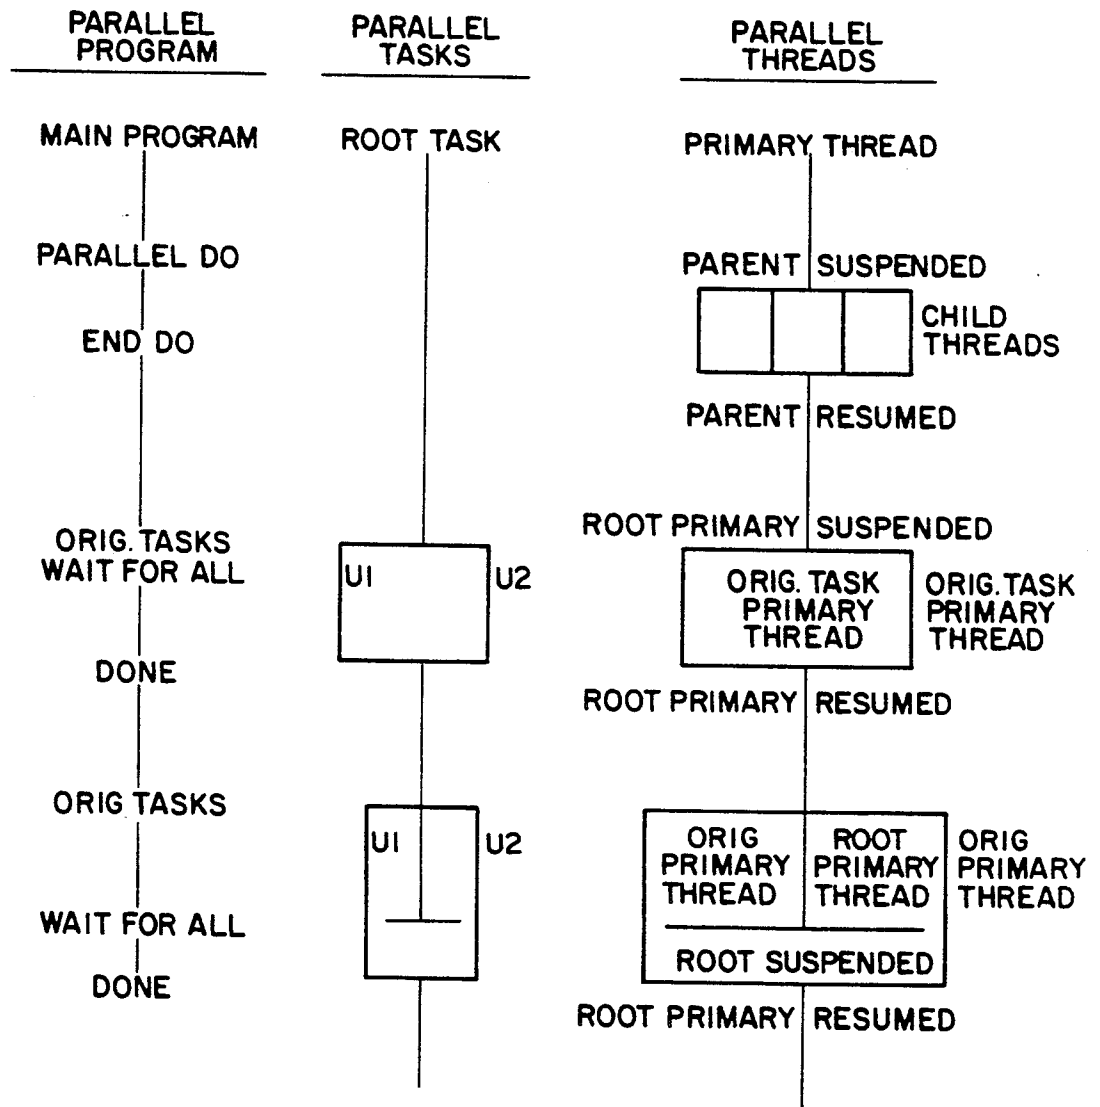 PARALLEL
PROGRAM
MAIN PROGRAM
PARALLEL DO
END DO
ORIG. TASKS
WAIT FOR ALL
DONE
ORIG. TASKS
WAIT FOR ALL
DONE
PARALLEL
TASKS
ROOT TASK
U1
U2
U1
U2
PARALLEL
THREADS
PRIMARY THREAD
PARENT SUSPENDED
CHILD
THREADS
PARENT RESUMED
ROOT PRIMARY SUSPENDED
ORIG. TASK
PRIMARY
THREAD
ORIG. TASK
PRIMARY
THREAD
ROOT PRIMARY RESUMED
ORIG
PRIMARY
THREAD
ROOT
PRIMARY
THREAD
ORIG
PRIMARY
THREAD
ROOT SUSPENDED
ROOT PRIMARY RESUMED